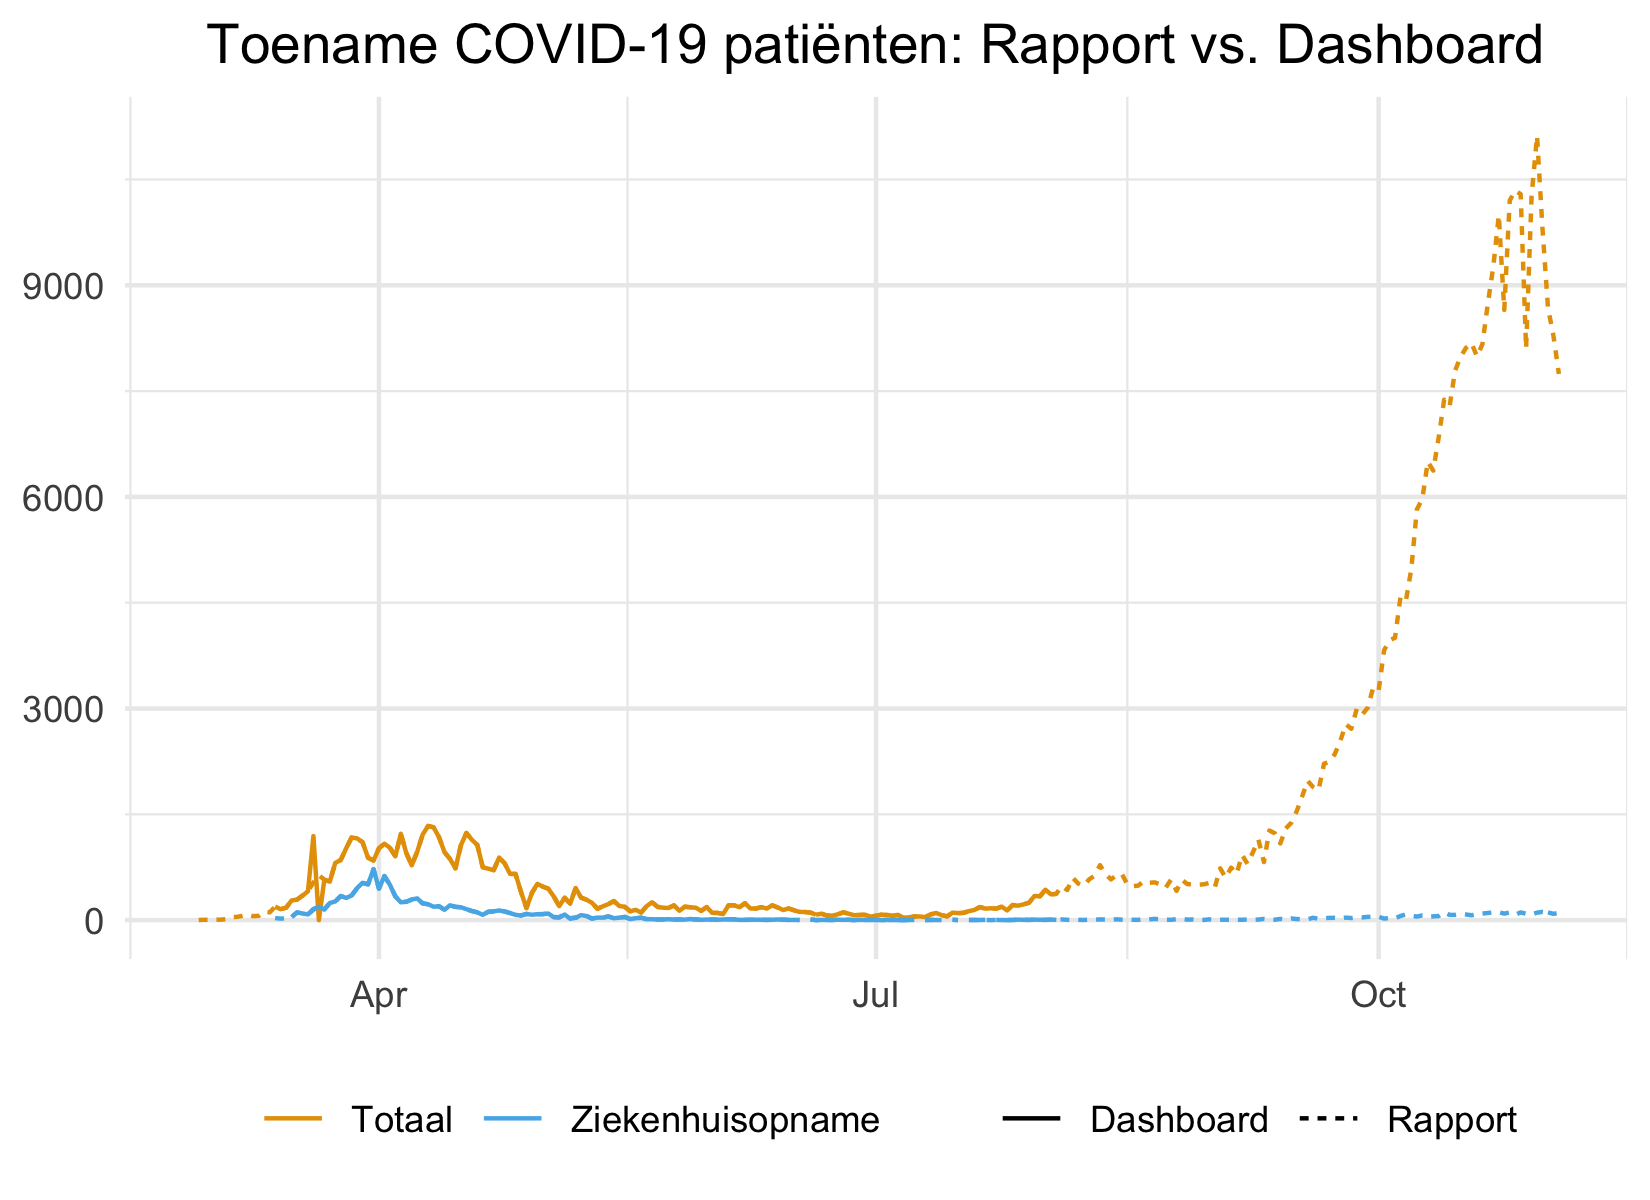 Toename COVID-19 patiënten: Rapport vs. Dashboard
9000
6000
3000
0
Apr Jul Oct
Totaal Ziekenhuisopname Dashboard Rapport